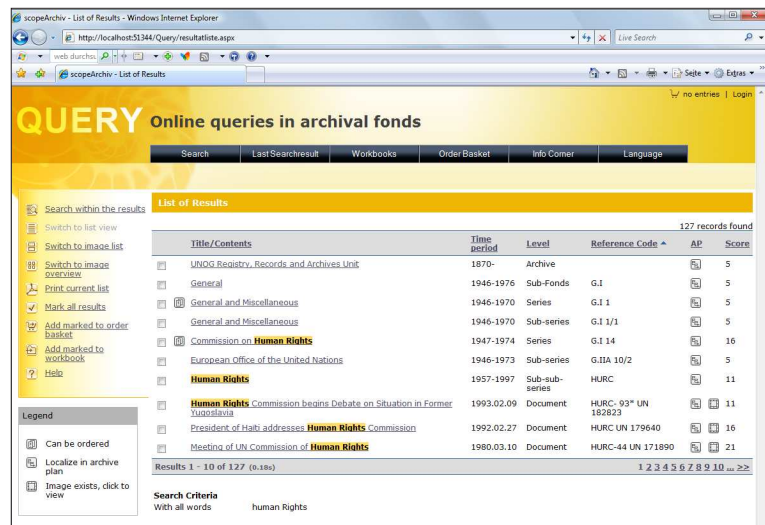 scopeArchiv - List of Results - Windows Internet Explorer
http://localhost:51344/Query/resultatliste.aspx
Live Search
web durchsu
scopeArchiv - List of Results
Seite
Extras
no entries | Login
QUERY Online queries in archival fonds
Search Last Searchresult Workbooks Order Basket Info Corner Language
Search within the results
Switch to list view
Switch to image list
Switch to image
overview
Print current list
Mark all results
Add marked to order
basket
Add marked to
workbook
Help
Legend
Can be ordered
Localize in archive
plan
Image exists, click to
view
List of Results
127 records found
Title/Contents Time period Level Reference Code AP Score
UNOG Registry, Records and Archives Unit 1870- Archive 5
General 1946-1976 Sub-Fonds G.I 5
General and Miscellaneous 1946-1970 Series G.I 1 5
General and Miscellaneous 1946-1970 Sub-series G.I 1/1 5
Commission on Human Rights 1947-1974 Series G.I 14 16
European Office of the United Nations 1946-1973 Sub-series G.IIA 10/2 5
Human Rights 1957-1997 Sub-sub-series HURC 11
Human Rights Commission begins Debate on Situation in Former Yugoslavia 1993.02.09 Document HURC- 93" UN 182823 11
President of Haiti addresses Human Rights Commission 1992.02.27 Document HURC UN 179640 16
Meeting of UN Commission of Human Rights 1980.03.10 Document HURC-44 UN 171890 21
Results 1 - 10 of 127 (0.18s) 1 2 3 4 5 6 7 8 9 10 ... >>
Search Criteria
With all words human Rights